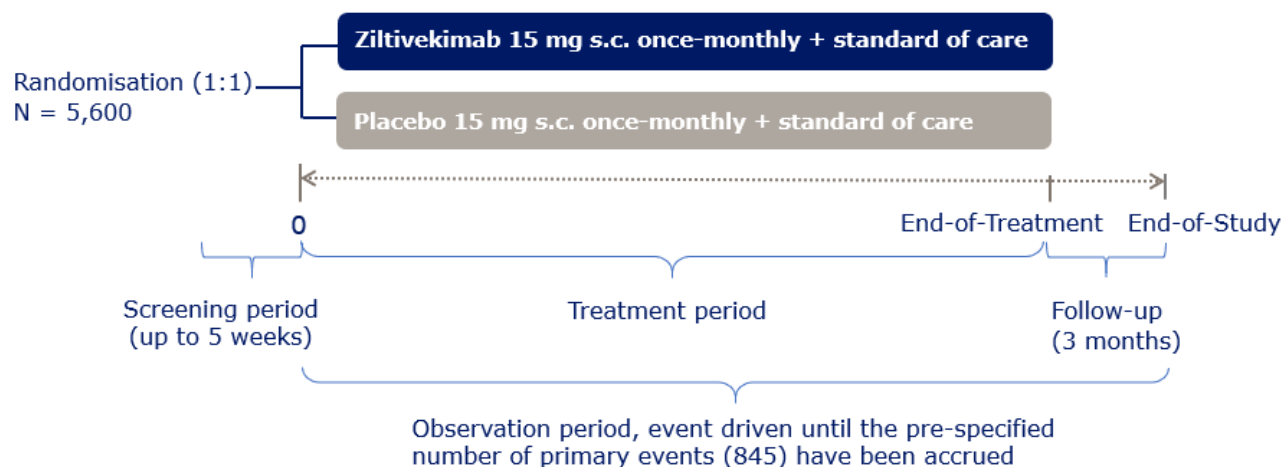 Ziltivekimab 15 mg s.c. once-monthly + standard of care
Randomisation (1:1)
N = 5,600
Placebo 15 mg s.c. once-monthly + standard of care
0
End-of-Treatment
End-of-Study
Screening period
(up to 5 weeks)
Treatment period
Follow-up
(3 months)
Observation period, event driven until the pre-specified
number of primary events (845) have been accrued